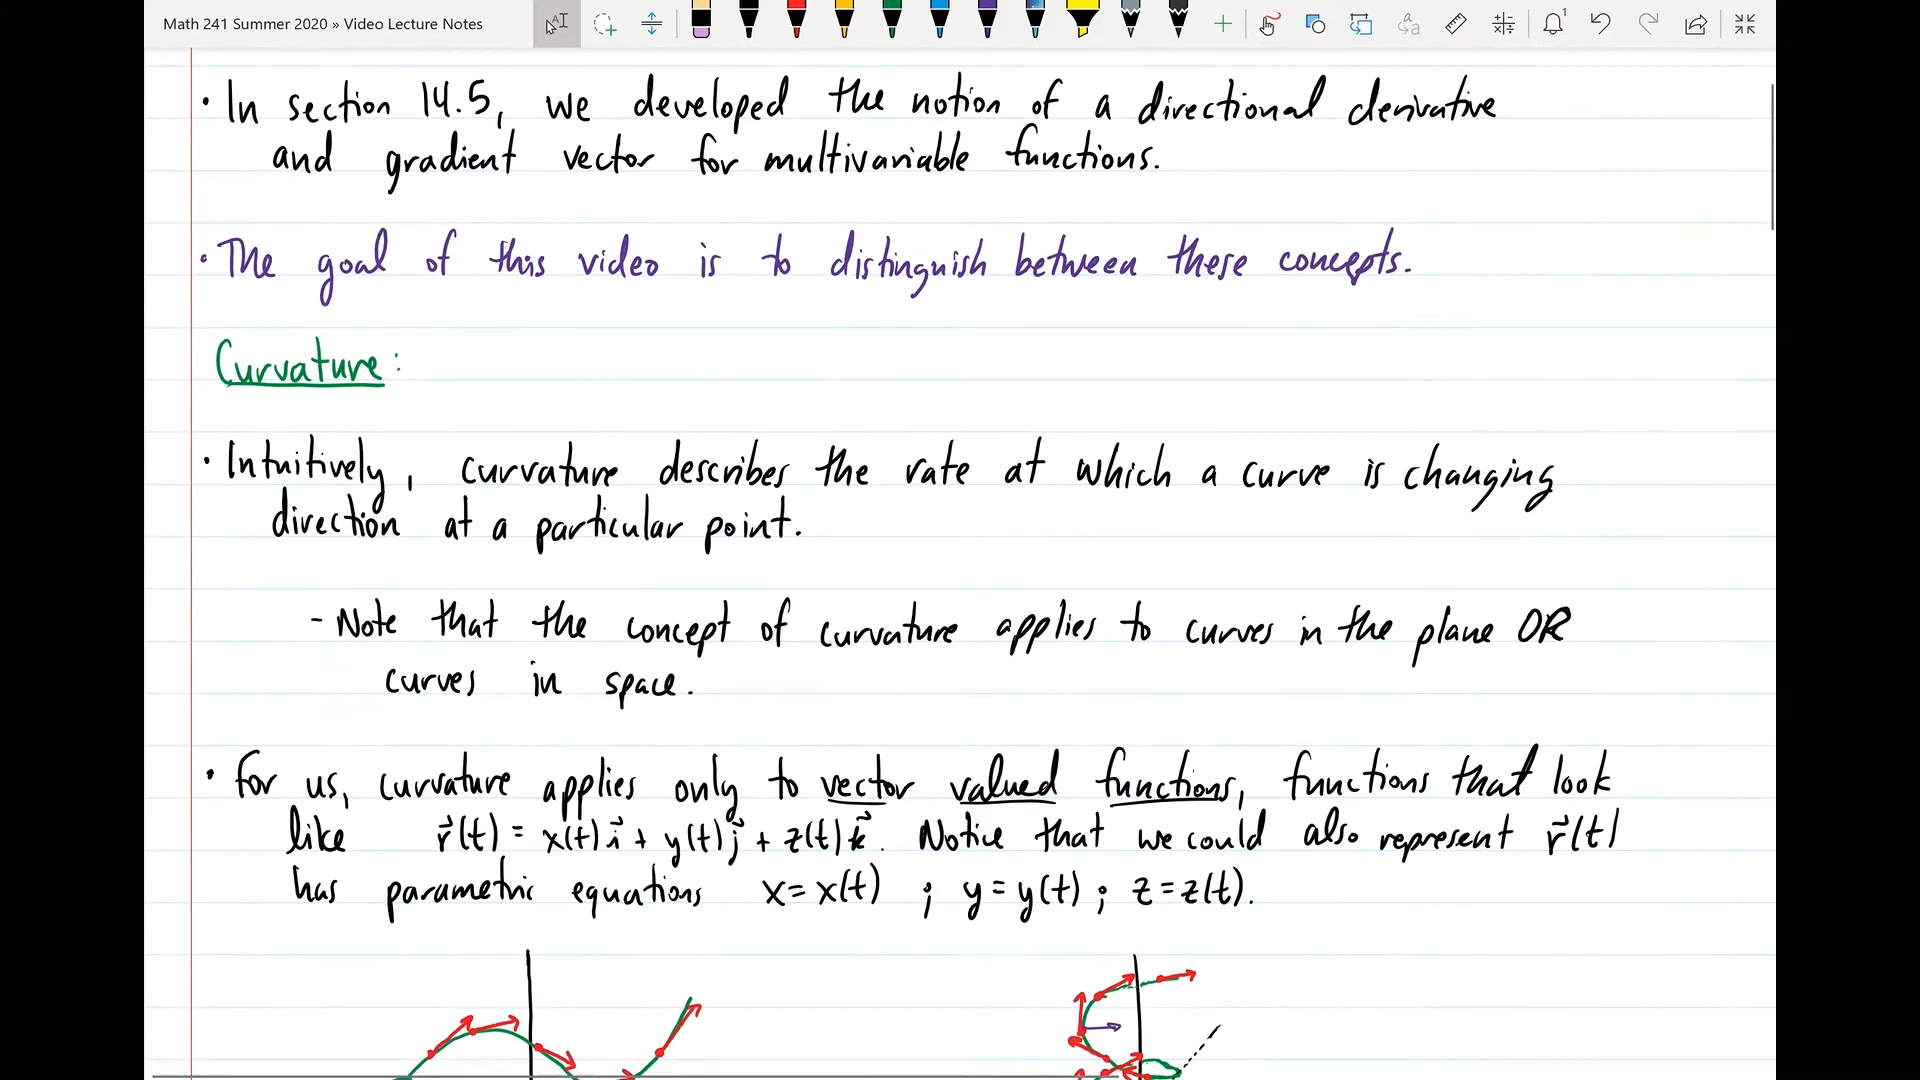 Math 241 Summer 2020 » Video Lecture Notes
• In section 14.5, we developed the notion of a directional derivative
and gradient vector for multivariable functions.
• The goal of this video is to distinguish between these concepts.
Curvature:
• Intuitively, curvature describes the rate at which a curve is changing
direction at a particular point.
- Note that the concept of curvature applies to curves in the plane OR
curves in space.
• For us, curvature applies only to vector valued functions, functions that look
like r⃗(t) = x(t)i⃗ + y(t)j⃗ + z(t)k⃗. Notice that we could also represent r⃗(t)
has parametric equations x = x(t) ; y = y(t) ; z = z(t).